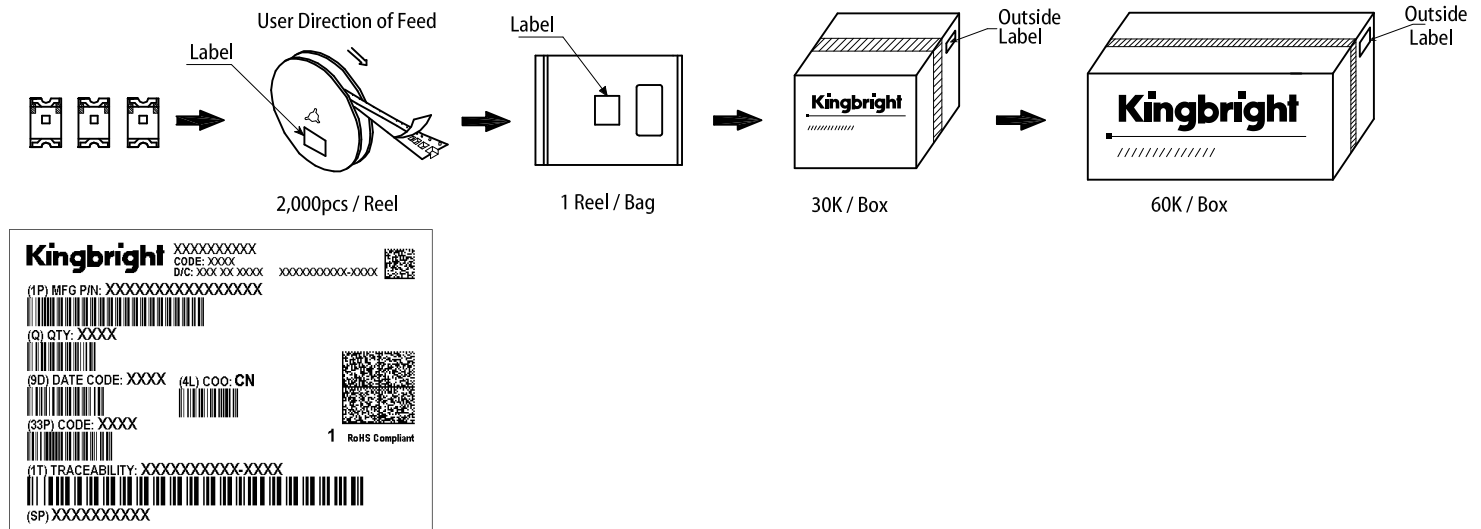 User Direction of Feed
Label
2,000pcs / Reel
Label
1 Reel / Bag
Outside
Label
Kingbright
30K / Box
Outside
Label
Kingbright
60K / Box
Kingbright
XXXXXXXXXX
CODE: XXXX
D/C: XXX XX XXXX XXXXXXXXXX-XXXX
(1P) MFG P/N: XXXXXXXXXXXXXXXX
(Q) QTY: XXXX
(9D) DATE CODE: XXXX (4L) COO: CN
(33P) CODE: XXXX
1 RoHS Compliant
(1T) TRACEABILITY: XXXXXXXXXX-XXXX
(SP) XXXXXXXXXX